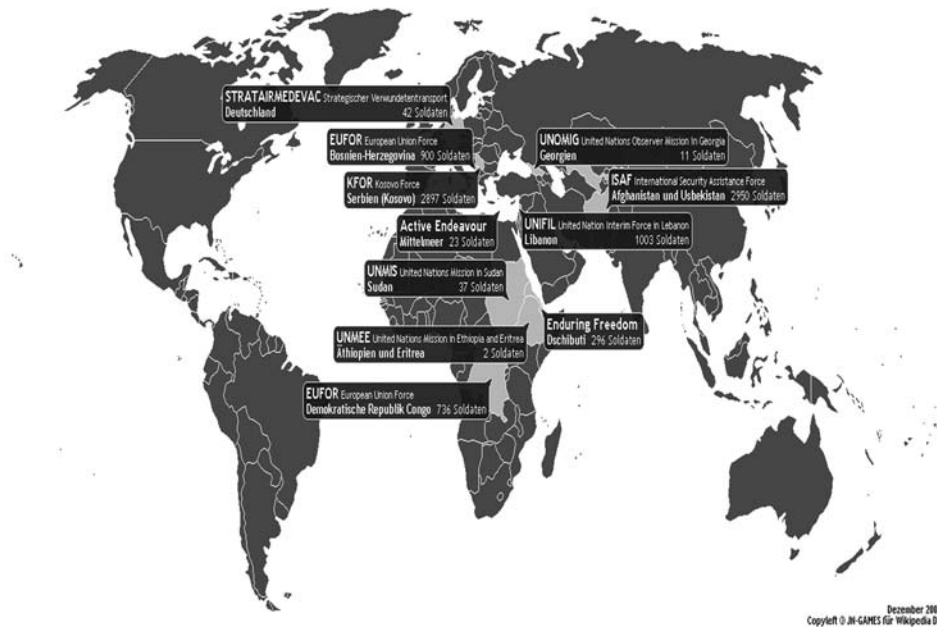 STRATAIRMEDEVAC Strategischer Verwundetentransport
Deutschland 42 Soldaten
EUFOR European Union Force
Bosnien-Herzegovina 900 Soldaten
KFOR Kosovo Force
Serbien (Kosovo) 2897 Soldaten
Active Endeavour
Mittelmeer 23 Soldaten
UNMIS United Nations Mission in Sudan
Sudan 37 Soldaten
UNMEE United Nations Mission in Ethiopia and Eritrea
Äthiopien und Eritrea 2 Soldaten
EUFOR European Union Force
Demokratische Republik Congo 736 Soldaten
UNOMIG United Nations Observer Mission in Georgia
Georgien 11 Soldaten
ISAF International Security Assistance Force
Afghanistan und Usbekistan 2950 Soldaten
UNIFIL United Nation Interim Force in Lebanon
Libanon 1003 Soldaten
Enduring Freedom
Dschibuti 296 Soldaten
Dezember 200
Copyleft © JN-GAMES für Wikipedia D